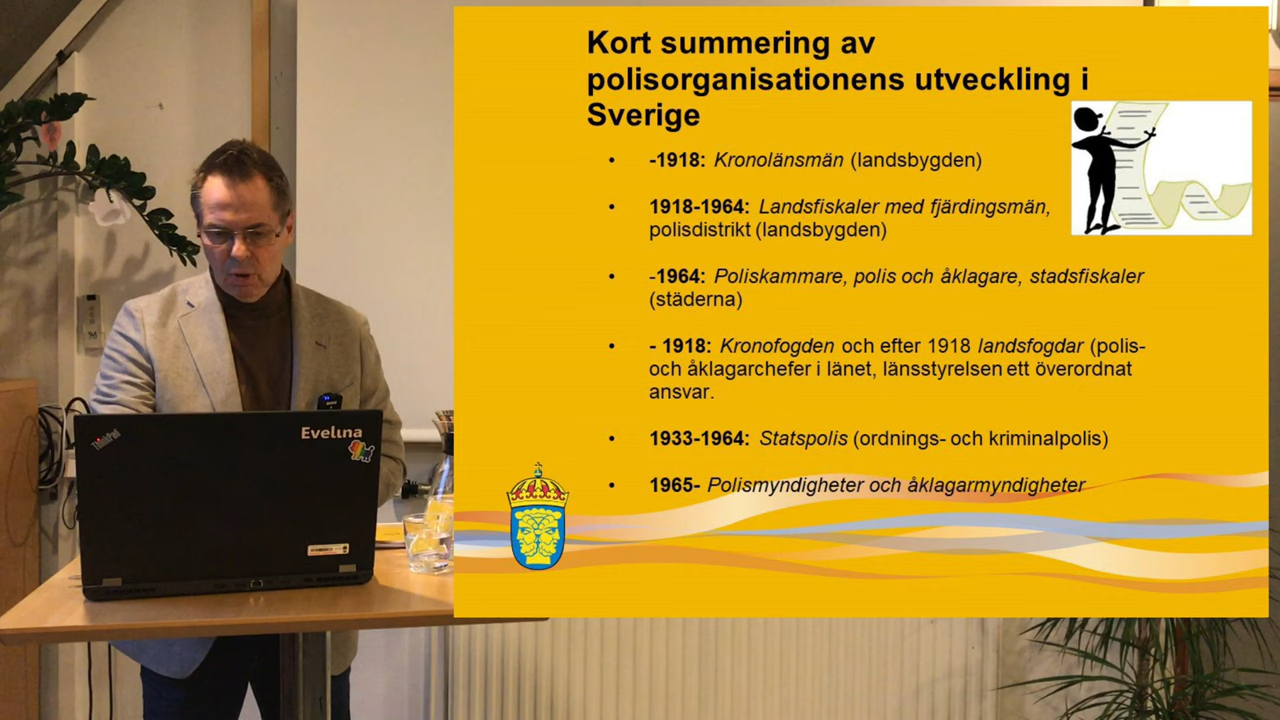 Kort summering av
polisorganisationens utveckling i
Sverige
• -1918: Kronolänsmän (landsbygden)
• 1918-1964: Landsfiskaler med fjärdingsmän,
polisdistrikt (landsbygden)
• -1964: Poliskammare, polis och åklagare, stadsfiskaler
(städerna)
• - 1918: Kronofogden och efter 1918 landsfogdar (polis-
och åklagarchefer i länet, länsstyrelsen ett överordnat
ansvar.
• 1933-1964: Statspolis (ordnings- och kriminalpolis)
• 1965- Polismyndigheter och åklagarmyndigheter
ThinkPad
Evelina